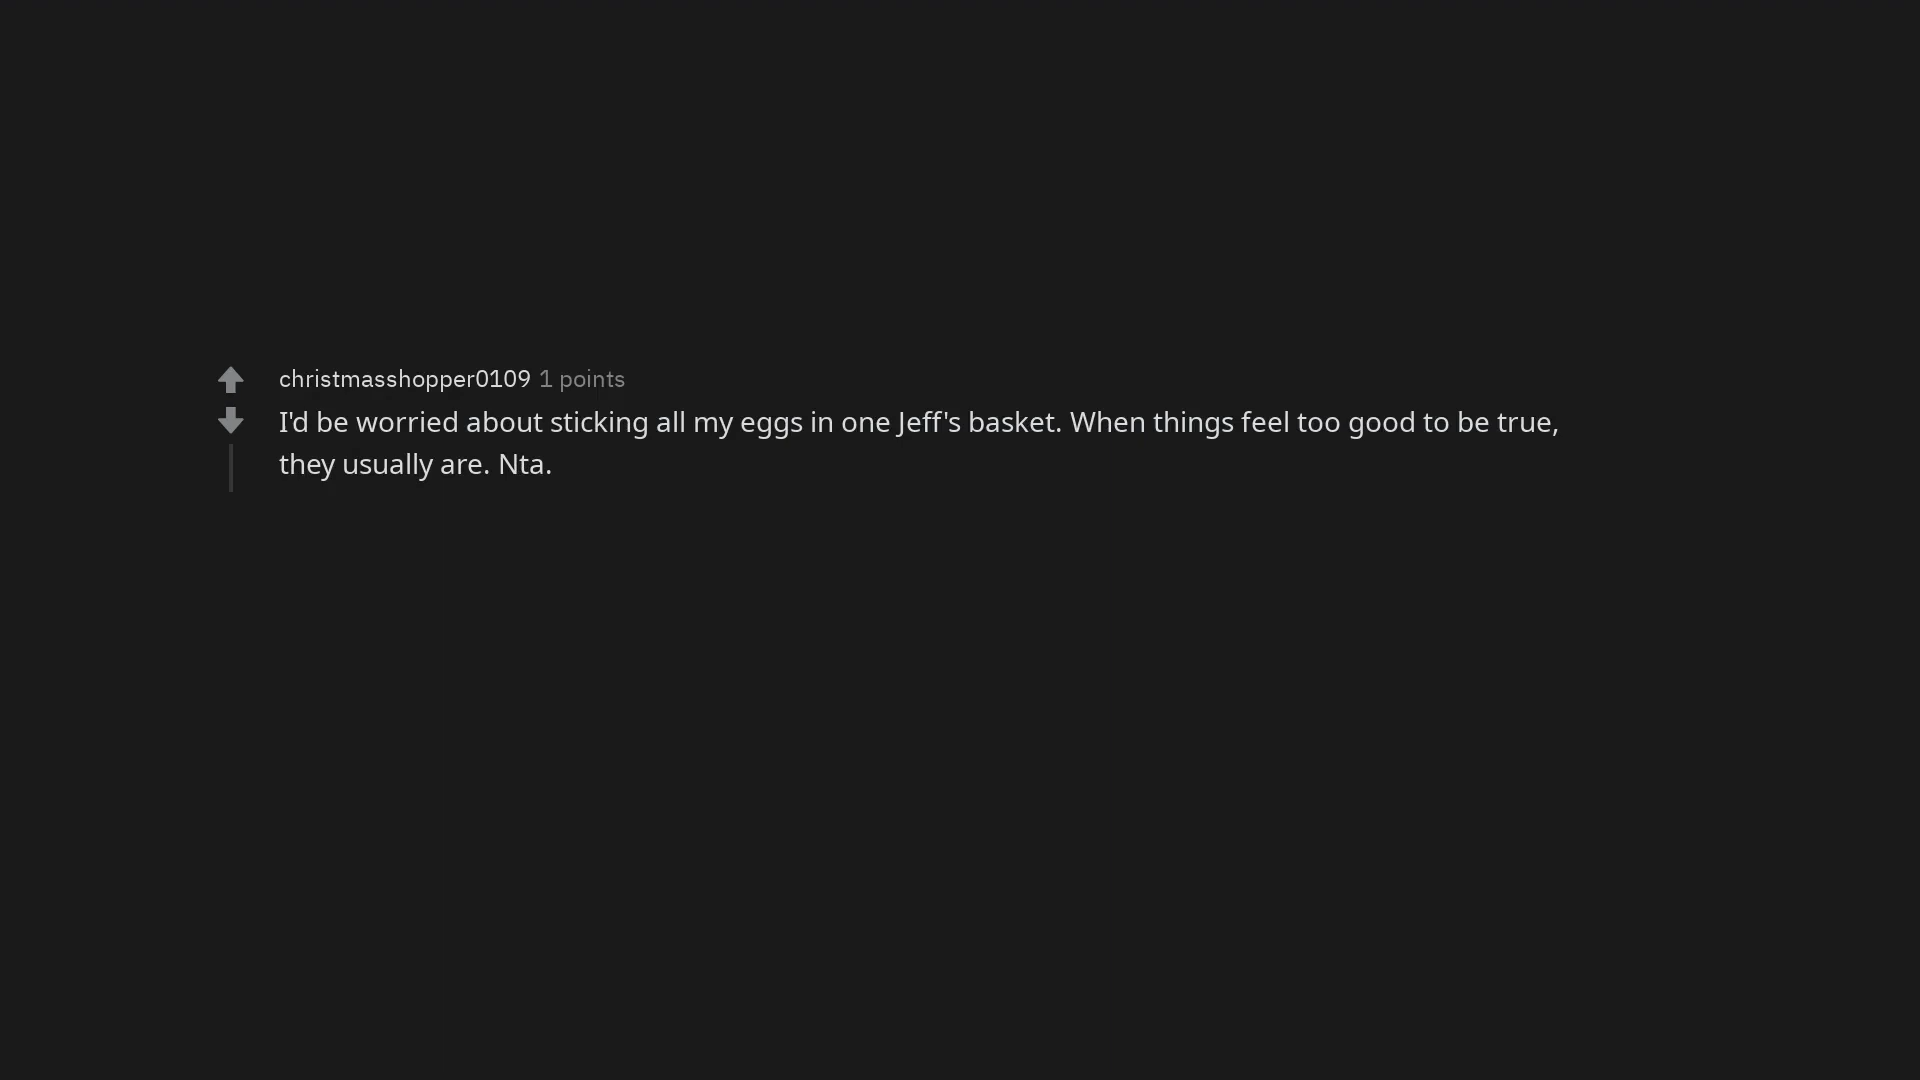 christmasshopper0109 1 points
I'd be worried about sticking all my eggs in one Jeff's basket. When things feel too good to be true,
they usually are. Nta.